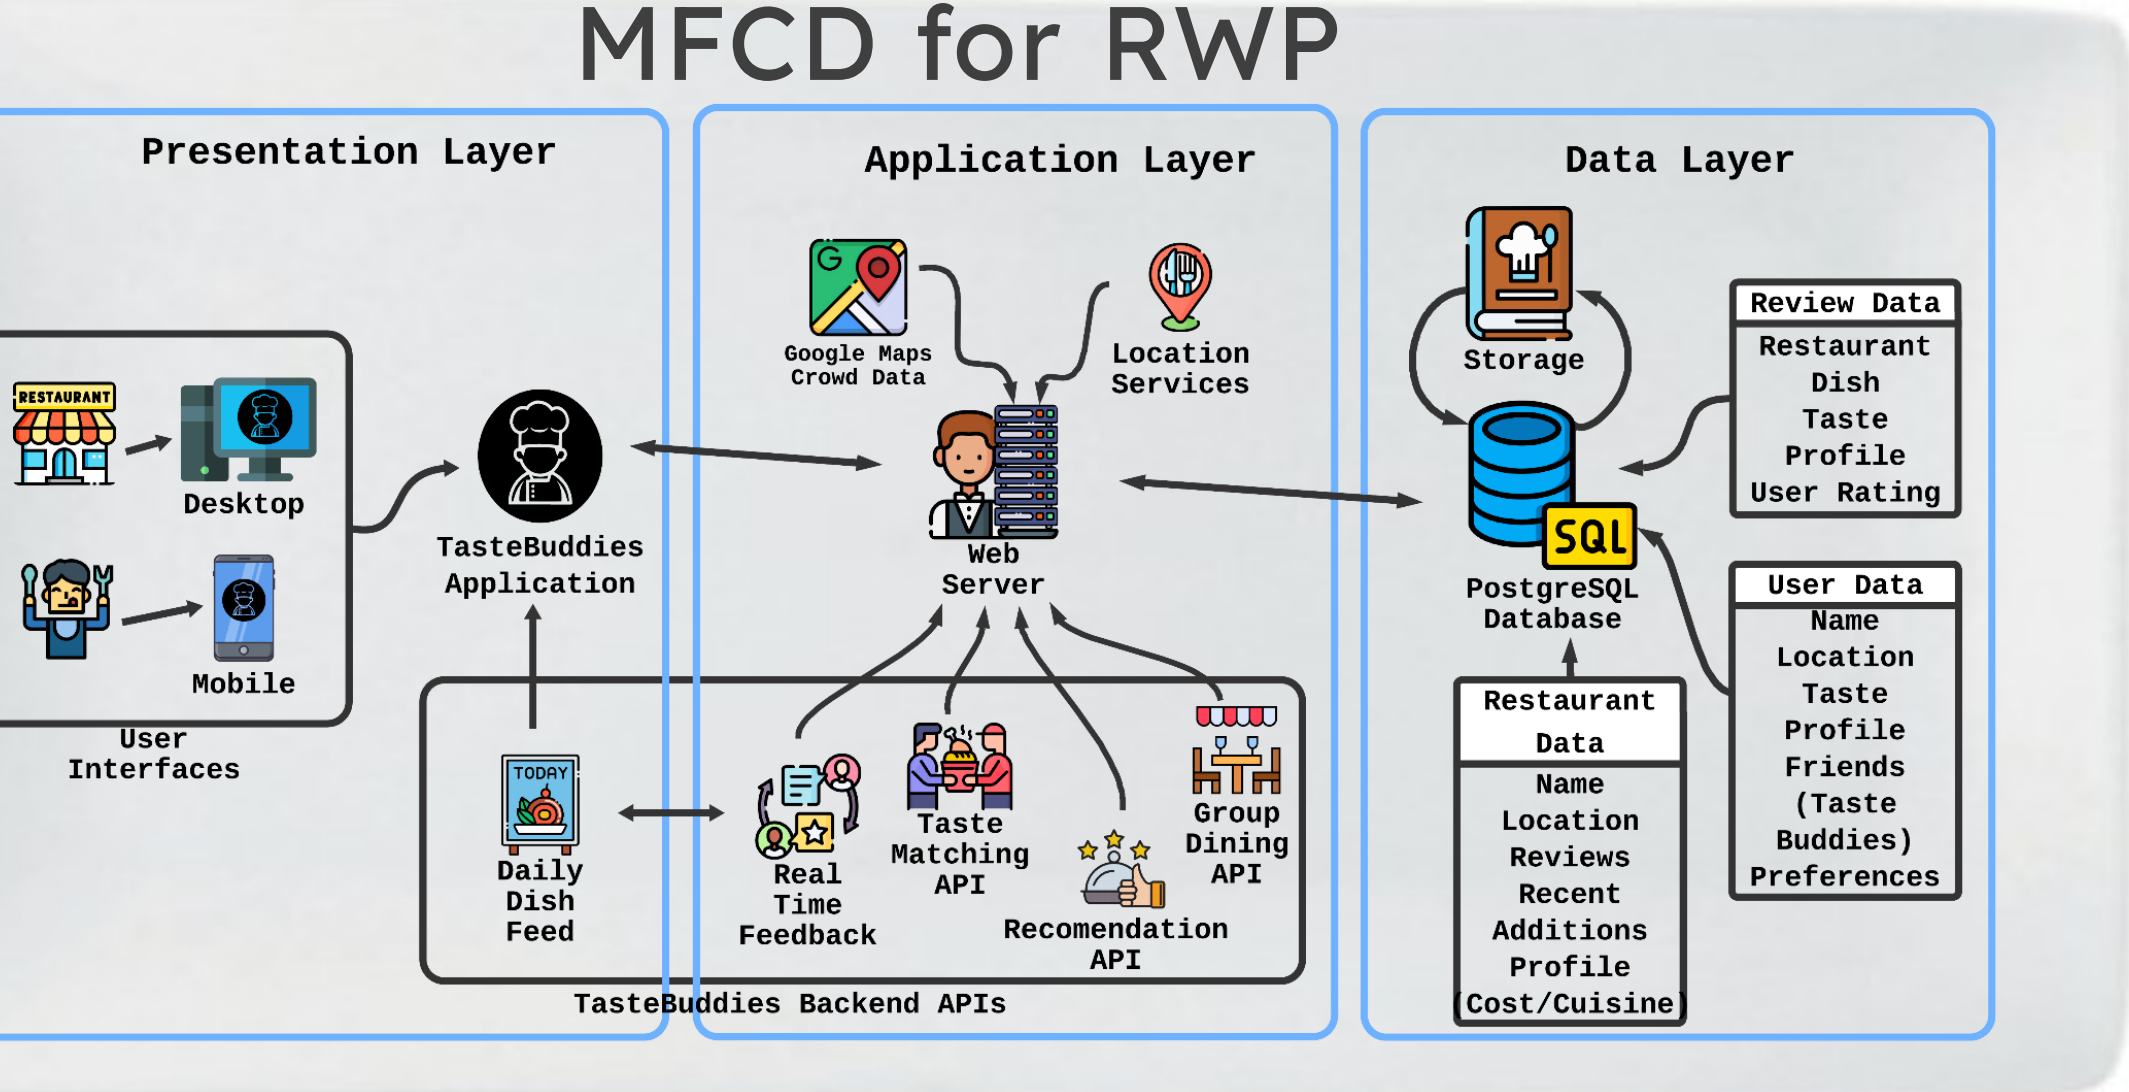 MFCD for RWP
Presentation Layer
RESTAURANT
Desktop
Mobile
User
Interfaces
TasteBuddies
Application
TODAY
Daily
Dish
Feed
Application Layer
G
Google Maps
Crowd Data
Location
Services
Web
Server
Real
Time
Feedback
Taste
Matching
API
Recomendation
API
Group
Dining
API
TasteBuddies Backend APIs
Data Layer
Storage
SQL
PostgreSQL
Database
Review Data
Restaurant
Dish
Taste
Profile
User Rating
User Data
Name
Location
Taste
Profile
Friends
(Taste
Buddies)
Preferences
Restaurant
Data
Name
Location
Reviews
Recent
Additions
Profile
(Cost/Cuisine)